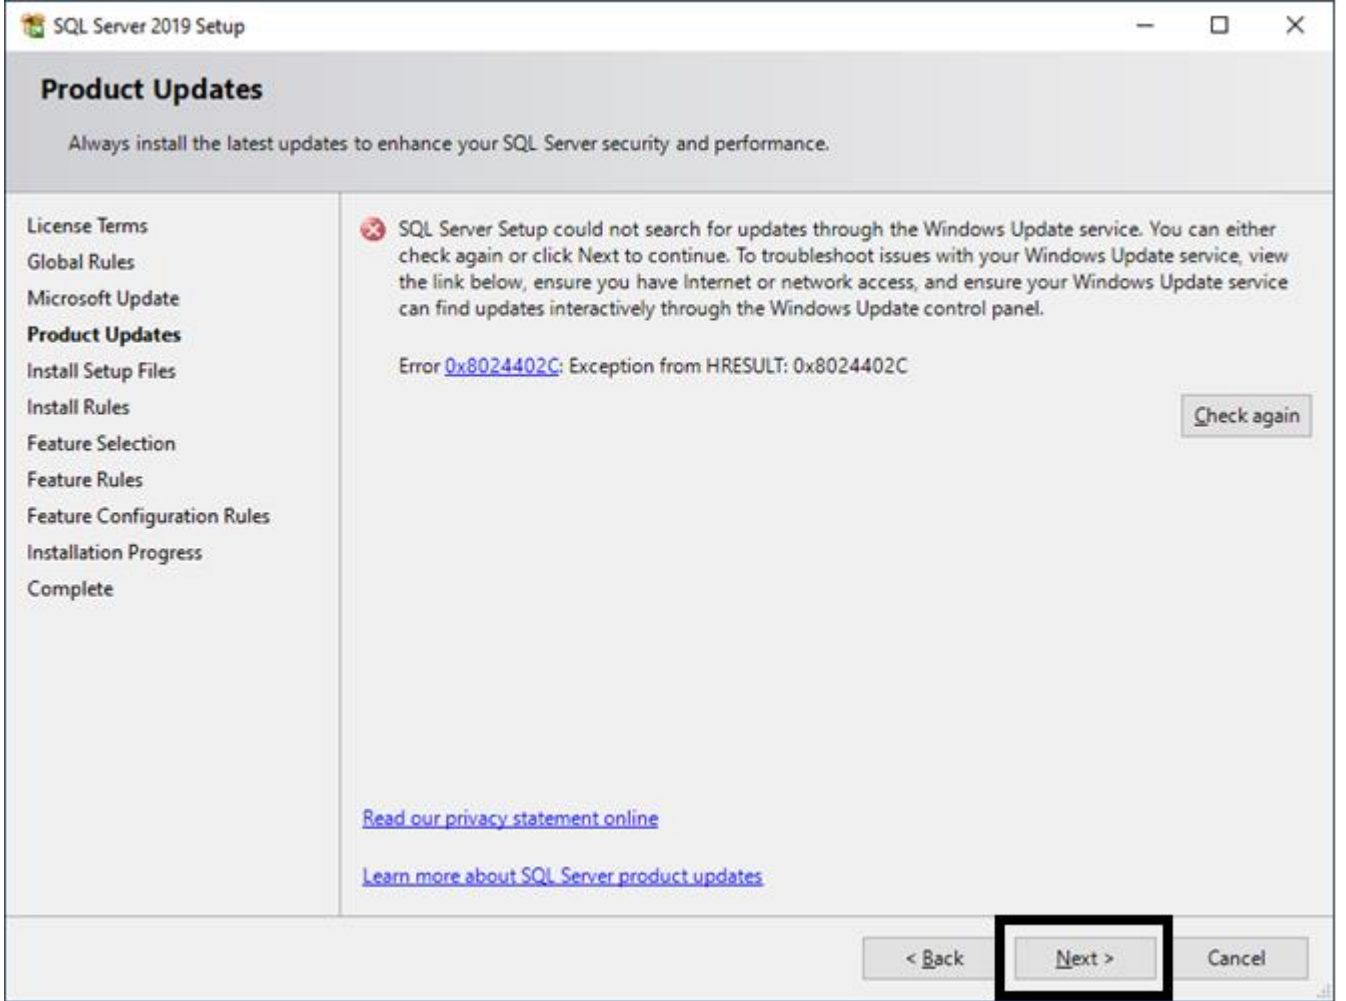 SQL Server 2019 Setup
Product Updates
Always install the latest updates to enhance your SQL Server security and performance.
License Terms
Global Rules
Microsoft Update
Product Updates
Install Setup Files
Install Rules
Feature Selection
Feature Rules
Feature Configuration Rules
Installation Progress
Complete
SQL Server Setup could not search for updates through the Windows Update service. You can either
check again or click Next to continue. To troubleshoot issues with your Windows Update service, view
the link below, ensure you have Internet or network access, and ensure your Windows Update service
can find updates interactively through the Windows Update control panel.
Error 0x8024402C: Exception from HRESULT: 0x8024402C
Check again
Read our privacy statement online
Learn more about SQL Server product updates
< Back
Next >
Cancel